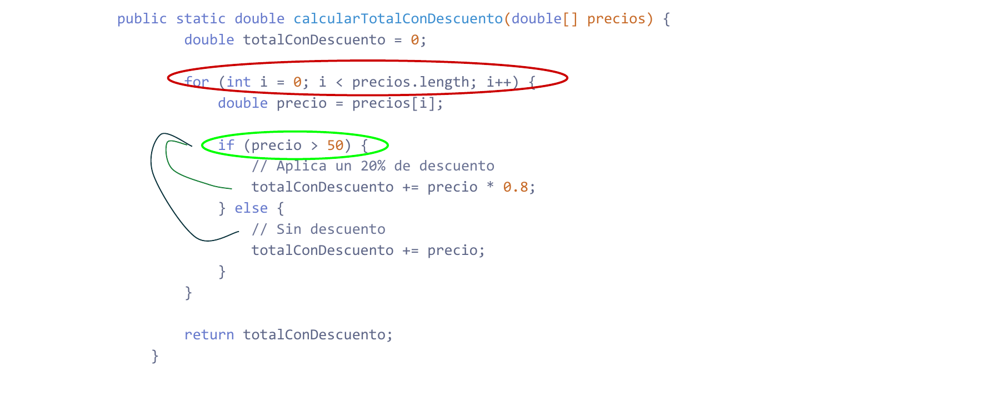 public static double calcularTotalConDescuento(double[] precios) {
double totalConDescuento = 0;
for (int i = 0; i < precios.length; i++) {
double precio = precios[i];
if (precio > 50) {
// Aplica un 20% de descuento
totalConDescuento += precio * 0.8;
} else {
// Sin descuento
totalConDescuento += precio;
}
}
return totalConDescuento;
}